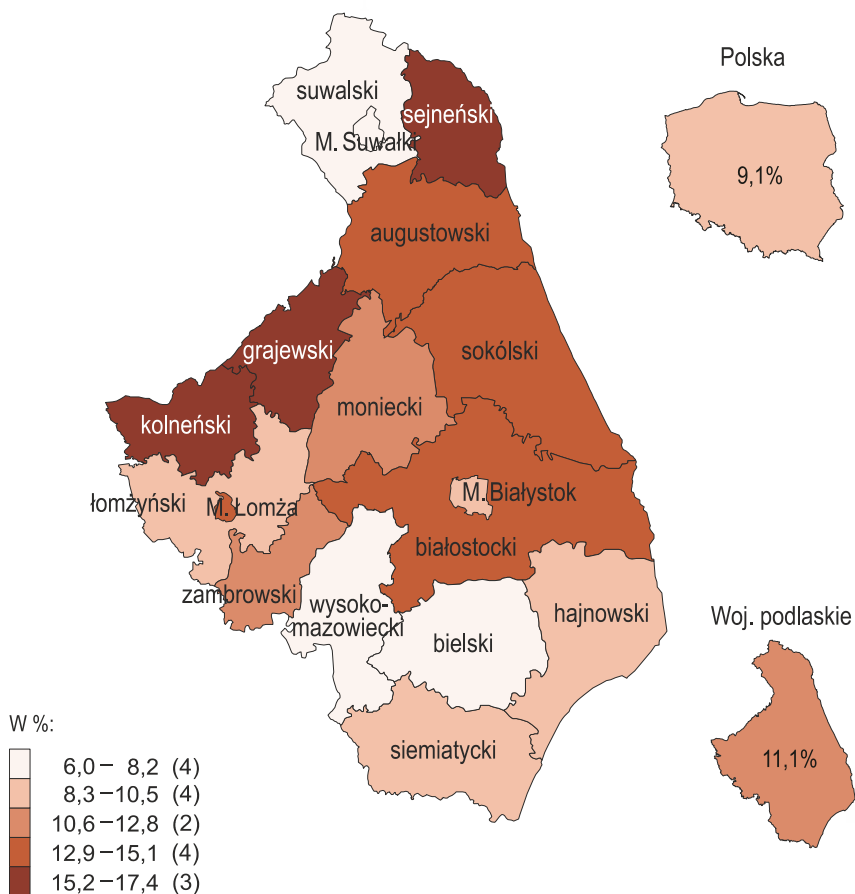 Polska
9,1%
suwalski
M. Suwałki
sejneński
augustowski
grajewski
sokólski
moniecki
kolneński
łomżyński
M. Łomża
M. Białystok
białostocki
zambrowski
wysoko-
mazowiecki
bielski
hajnowski
siemiatycki
Woj. podlaskie
11,1%
W %:
6,0 – 8,2 (4)
8,3 – 10,5 (4)
10,6 – 12,8 (2)
12,9 – 15,1 (4)
15,2 – 17,4 (3)